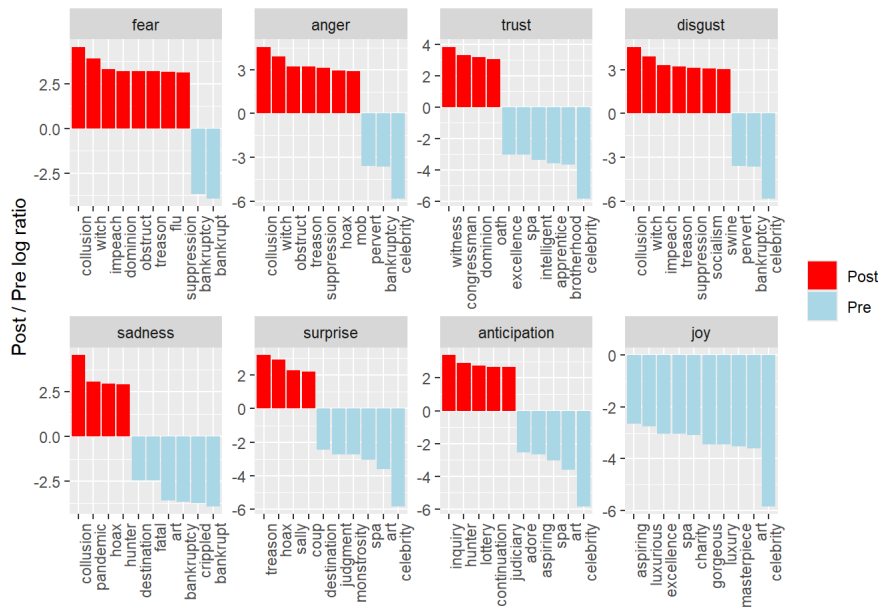 fear
anger
trust
disgust
2.5
0.0
-2.5
3
0
-3
-6
4
2
0
-2
-4
-6
3
0
-3
-6
collusion
witch
impeach
dominion
obstruct
treason
flu
suppression
bankruptcy
bankrupt
collusion
witch
obstruct
treason
suppression
hoax
mob
pervert
bankruptcy
celebrity
witness
congressman
dominion
oath
excellence
spa
intelligent
apprentice
brotherhood
celebrity
collusion
witch
impeach
treason
suppression
socialism
swine
pervert
bankruptcy
celebrity
Post / Pre log ratio
Post
Pre
sadness
surprise
anticipation
joy
2.5
0.0
-2.5
2
0
-2
-4
-6
2
0
-2
-4
-6
0
-2
-4
-6
collusion
pandemic
hoax
hunter
destination
fatal
art
bankruptcy
crippled
bankrupt
treason
hoax
sally
coup
destination
judgment
monstrosity
spa
art
celebrity
inquiry
hunter
lottery
continuation
judiciary
adore
aspiring
spa
art
celebrity
aspiring
luxurious
excellence
spa
charity
gorgeous
luxury
masterpiece
art
celebrity